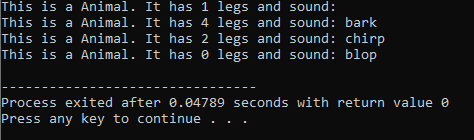 This is a Animal. It has 1 legs and sound:
This is a Animal. It has 4 legs and sound: bark
This is a Animal. It has 2 legs and sound: chirp
This is a Animal. It has 0 legs and sound: blop
--------------------------------
Process exited after 0.04789 seconds with return value 0
Press any key to continue . . .